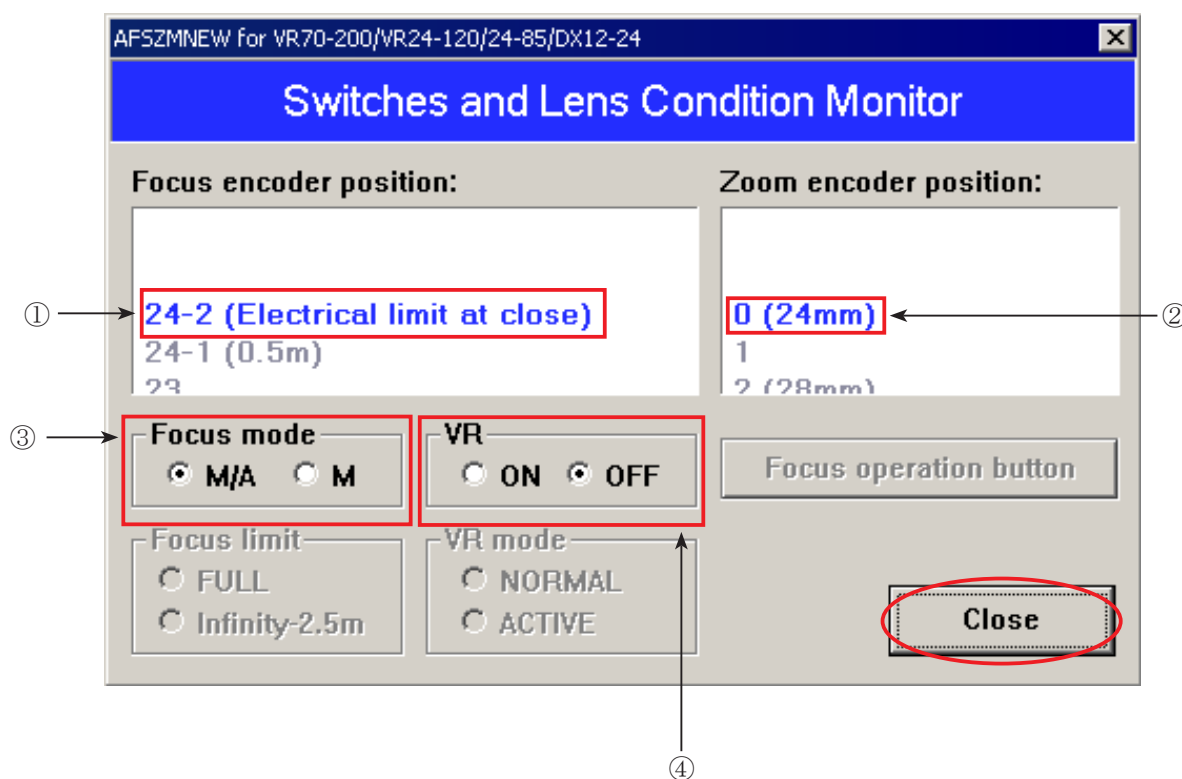 AFSZMNEW for VR70-200/VR24-120/24-85/DX12-24
Switches and Lens Condition Monitor
Focus encoder position:
Zoom encoder position:
① 24-2 (Electrical limit at close)
24-1 (0.5m)
23
0 (24mm) ②
1
2 (28mm)
③ Focus mode
M/A M
VR
ON OFF
Focus operation button
Focus limit
FULL
Infinity-2.5m
VR mode
NORMAL
ACTIVE
Close
④